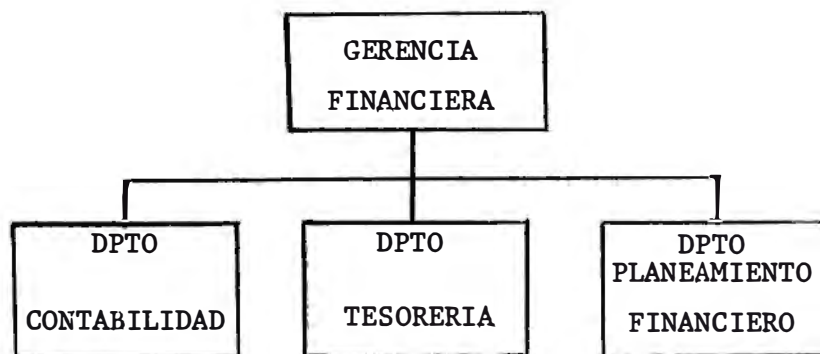 GERENCIA
FINANCIERA
DPTO
CONTABILIDAD
DPTO
TESORERIA
DPTO
PLANEAMIENTO
FINANCIERO